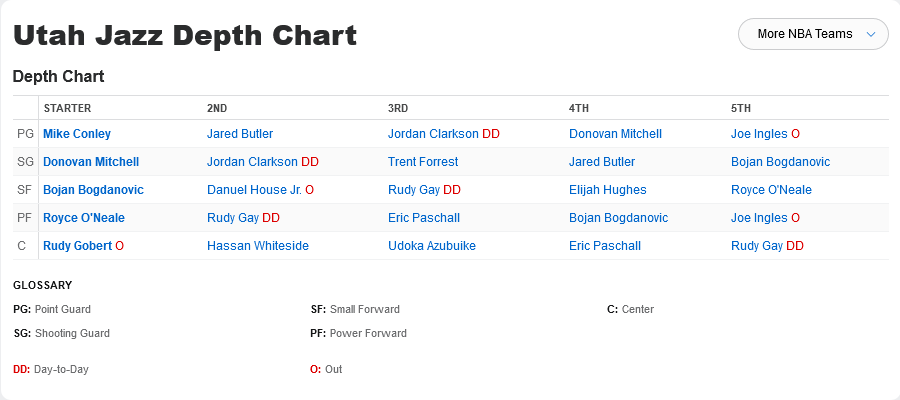 Utah Jazz Depth Chart
More NBA Teams
Depth Chart
STARTER 2ND 3RD 4TH 5TH
PG Mike Conley Jared Butler Jordan Clarkson DD Donovan Mitchell Joe Ingles O
SG Donovan Mitchell Jordan Clarkson DD Trent Forrest Jared Butler Bojan Bogdanovic
SF Bojan Bogdanovic Danuel House Jr. O Rudy Gay DD Elijah Hughes Royce O'Neale
PF Royce O'Neale Rudy Gay DD Eric Paschall Bojan Bogdanovic Joe Ingles O
C Rudy Gobert O Hassan Whiteside Udoka Azubuike Eric Paschall Rudy Gay DD
GLOSSARY
PG: Point Guard SF: Small Forward C: Center
SG: Shooting Guard PF: Power Forward
DD: Day-to-Day O: Out